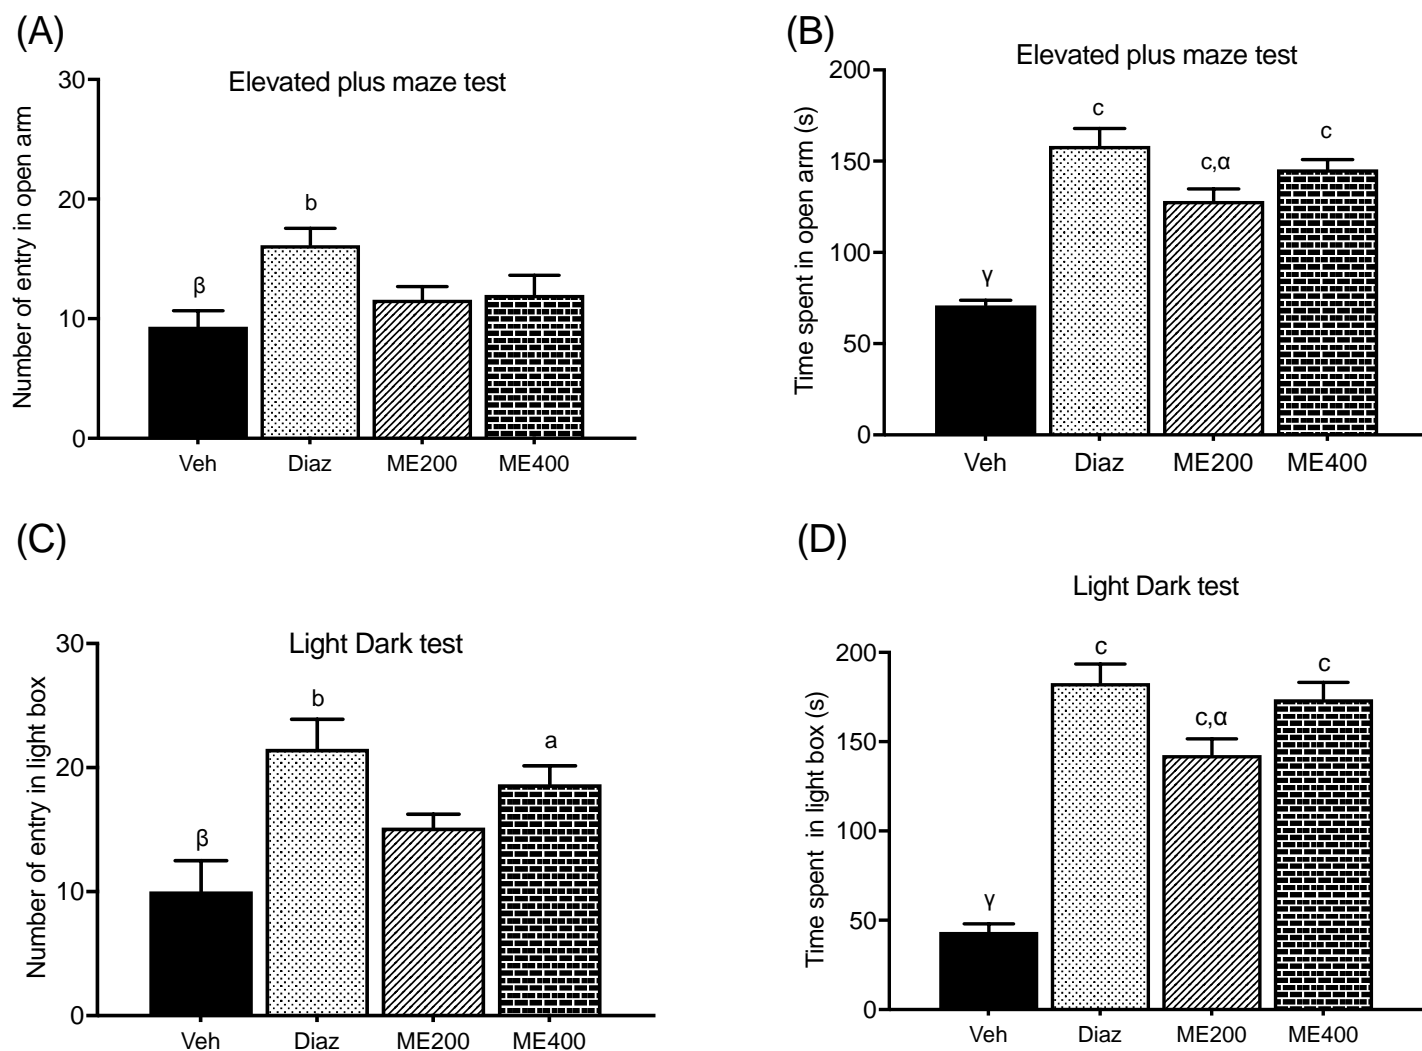 (A)
Elevated plus maze test
Number of entry in open arm
30
20
10
0
β
b
Veh
Diaz
ME200
ME400
(B)
Elevated plus maze test
Time spent in open arm (s)
200
150
100
50
0
γ
c
c,α
c
Veh
Diaz
ME200
ME400
(C)
Light Dark test
Number of entry in light box
30
20
10
0
β
b
a
Veh
Diaz
ME200
ME400
(D)
Light Dark test
Time spent in light box (s)
200
150
100
50
0
γ
c
c,α
c
Veh
Diaz
ME200
ME400